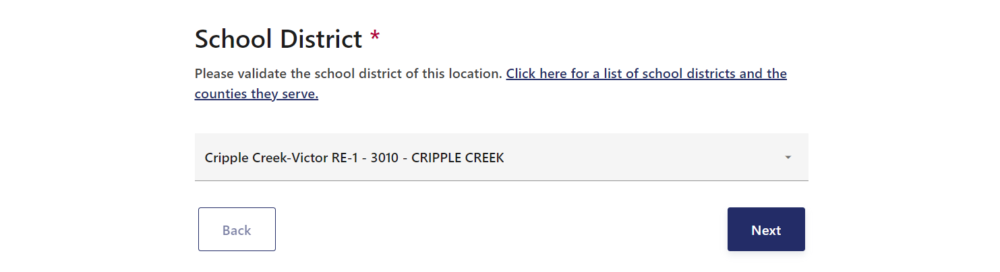 School District *
Please validate the school district of this location. Click here for a list of school districts and the
counties they serve.
Cripple Creek-Victor RE-1 - 3010 - CRIPPLE CREEK
Back
Next